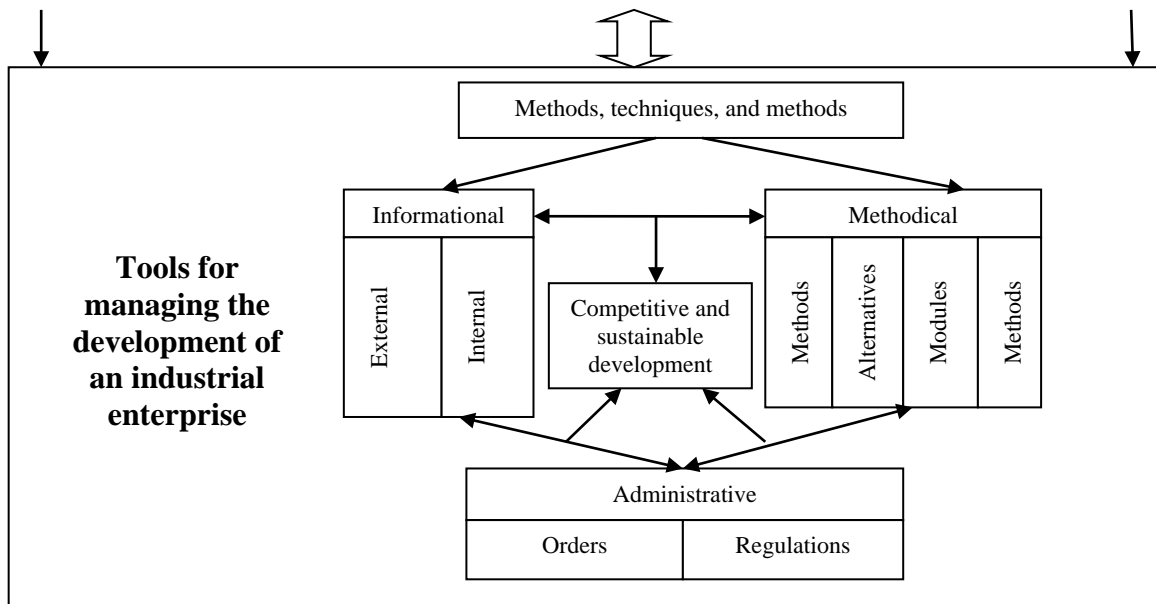 Methods, techniques, and methods
Informational
Methodical
Tools for
managing the
development of
an industrial
enterprise
External
Internal
Competitive and
sustainable
development
Methods
Alternatives
Modules
Methods
Administrative
Orders
Regulations